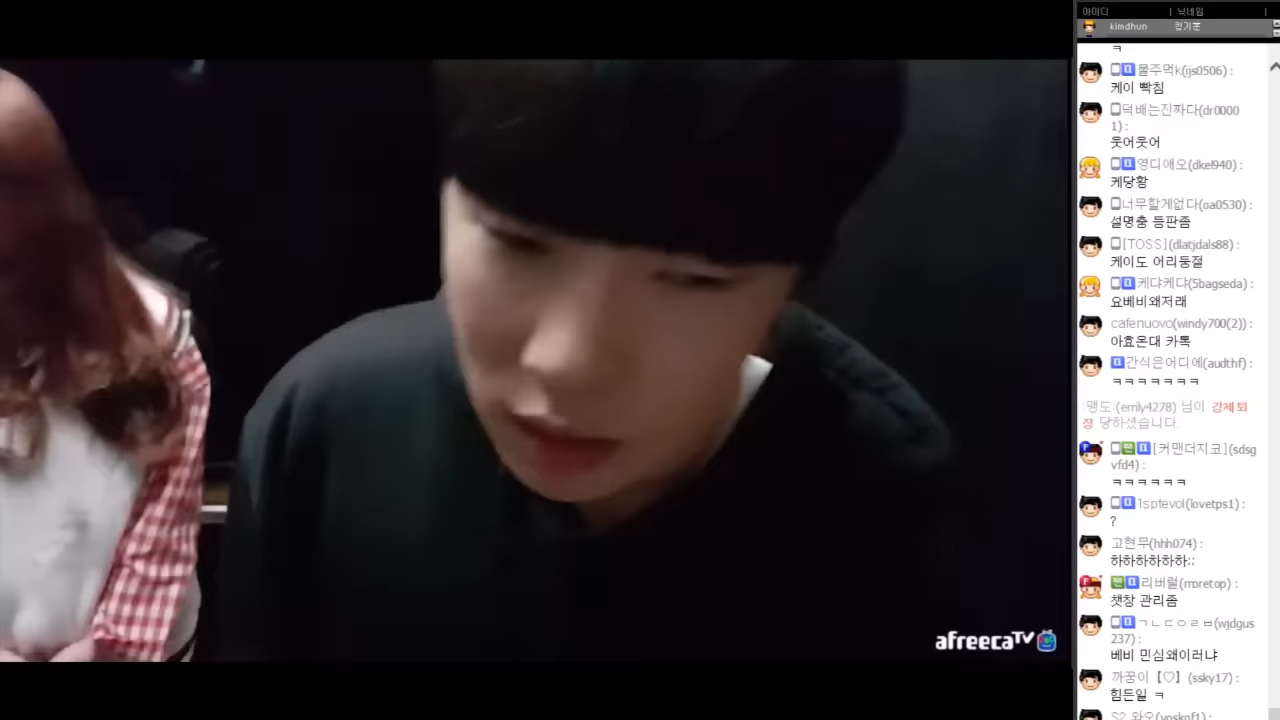 아이디 | 닉네임 |
kimdhun 킴기훈
ㅋ
물주먹k(rjs0506) :
케이 빡침
덕배는진짜다(dr0000
1) :
웃어웃어
영디애오(dkel940) :
케당황
너무할게없다(oa0530) :
설명충 등판좀
[TOSS](dlatjdals88) :
케이도 어리둥절
케댜케댜(5bagseda) :
요베비왜저래
cafenuovo(windy700(2)) :
아효온대 카톡
간식은어디에(audthf) :
ㅋㅋㅋㅋㅋㅋㅋ
맹도 (emly4278) 님이 강제퇴
장 당하셨습니다.
[커맨더지코](sdsg
vfd4) :
ㅋㅋㅋㅋㅋㅋ
1sptevol(lovetps1) :
?
고현무(hhh074) :
하하하하하하;;
팬 리버럴(moretop) :
챗창 관리좀
ㄱㄴㄷㅇㄹㅂ(wjdgus
237) :
베비 민심왜이러냐
까꿍이【♡】(ssky17) :
힘든일 ㅋ
afreecaTV